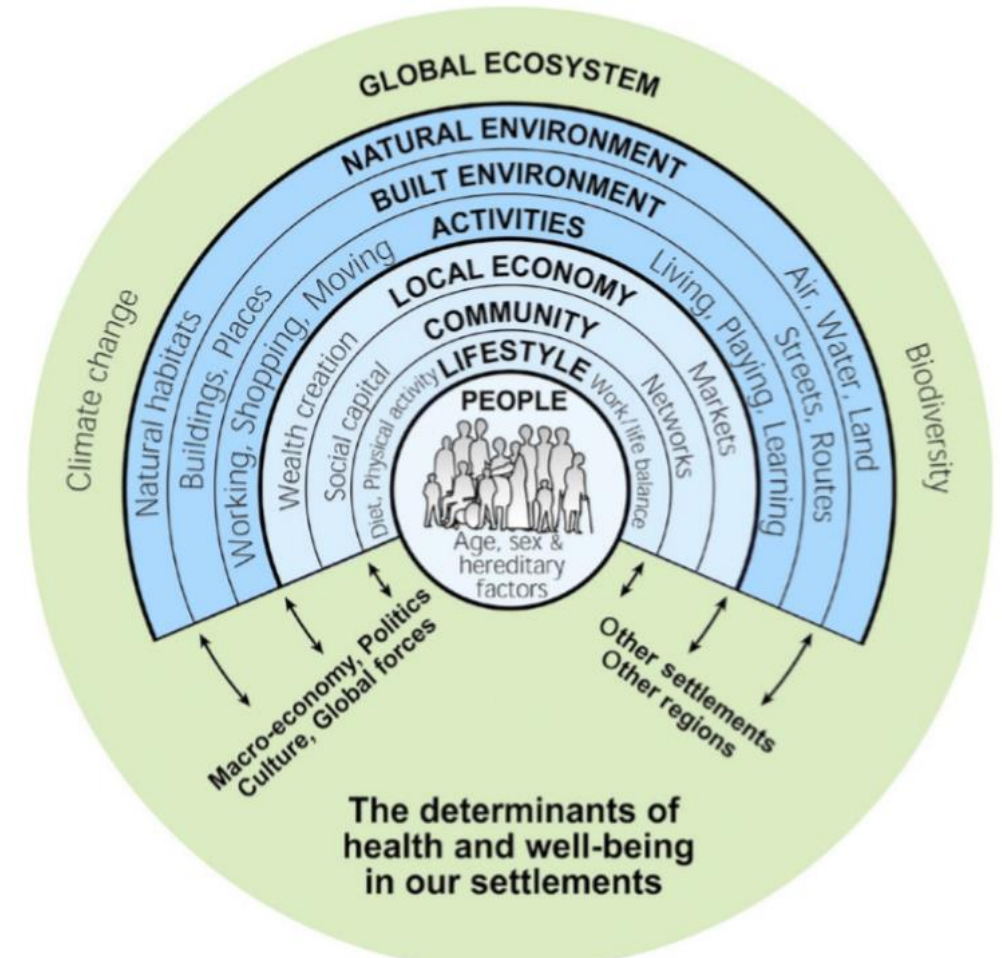 GLOBAL ECOSYSTEM
NATURAL ENVIRONMENT
BUILT ENVIRONMENT
ACTIVITIES
LOCAL ECONOMY
COMMUNITY
LIFESTYLE
PEOPLE
Age, sex &
hereditary
factors
Climate change
Natural habitats
Buildings, Places
Working, Shopping, Moving
Wealth creation
Social capital
Diet, Physical activity
Work/life balance
Networks
Markets
Living, Playing, Learning
Streets, Routes
Air, Water, Land
Biodiversity
Macro-economy, Politics
Culture, Global forces
Other settlements
Other regions
The determinants of
health and well-being
in our settlements